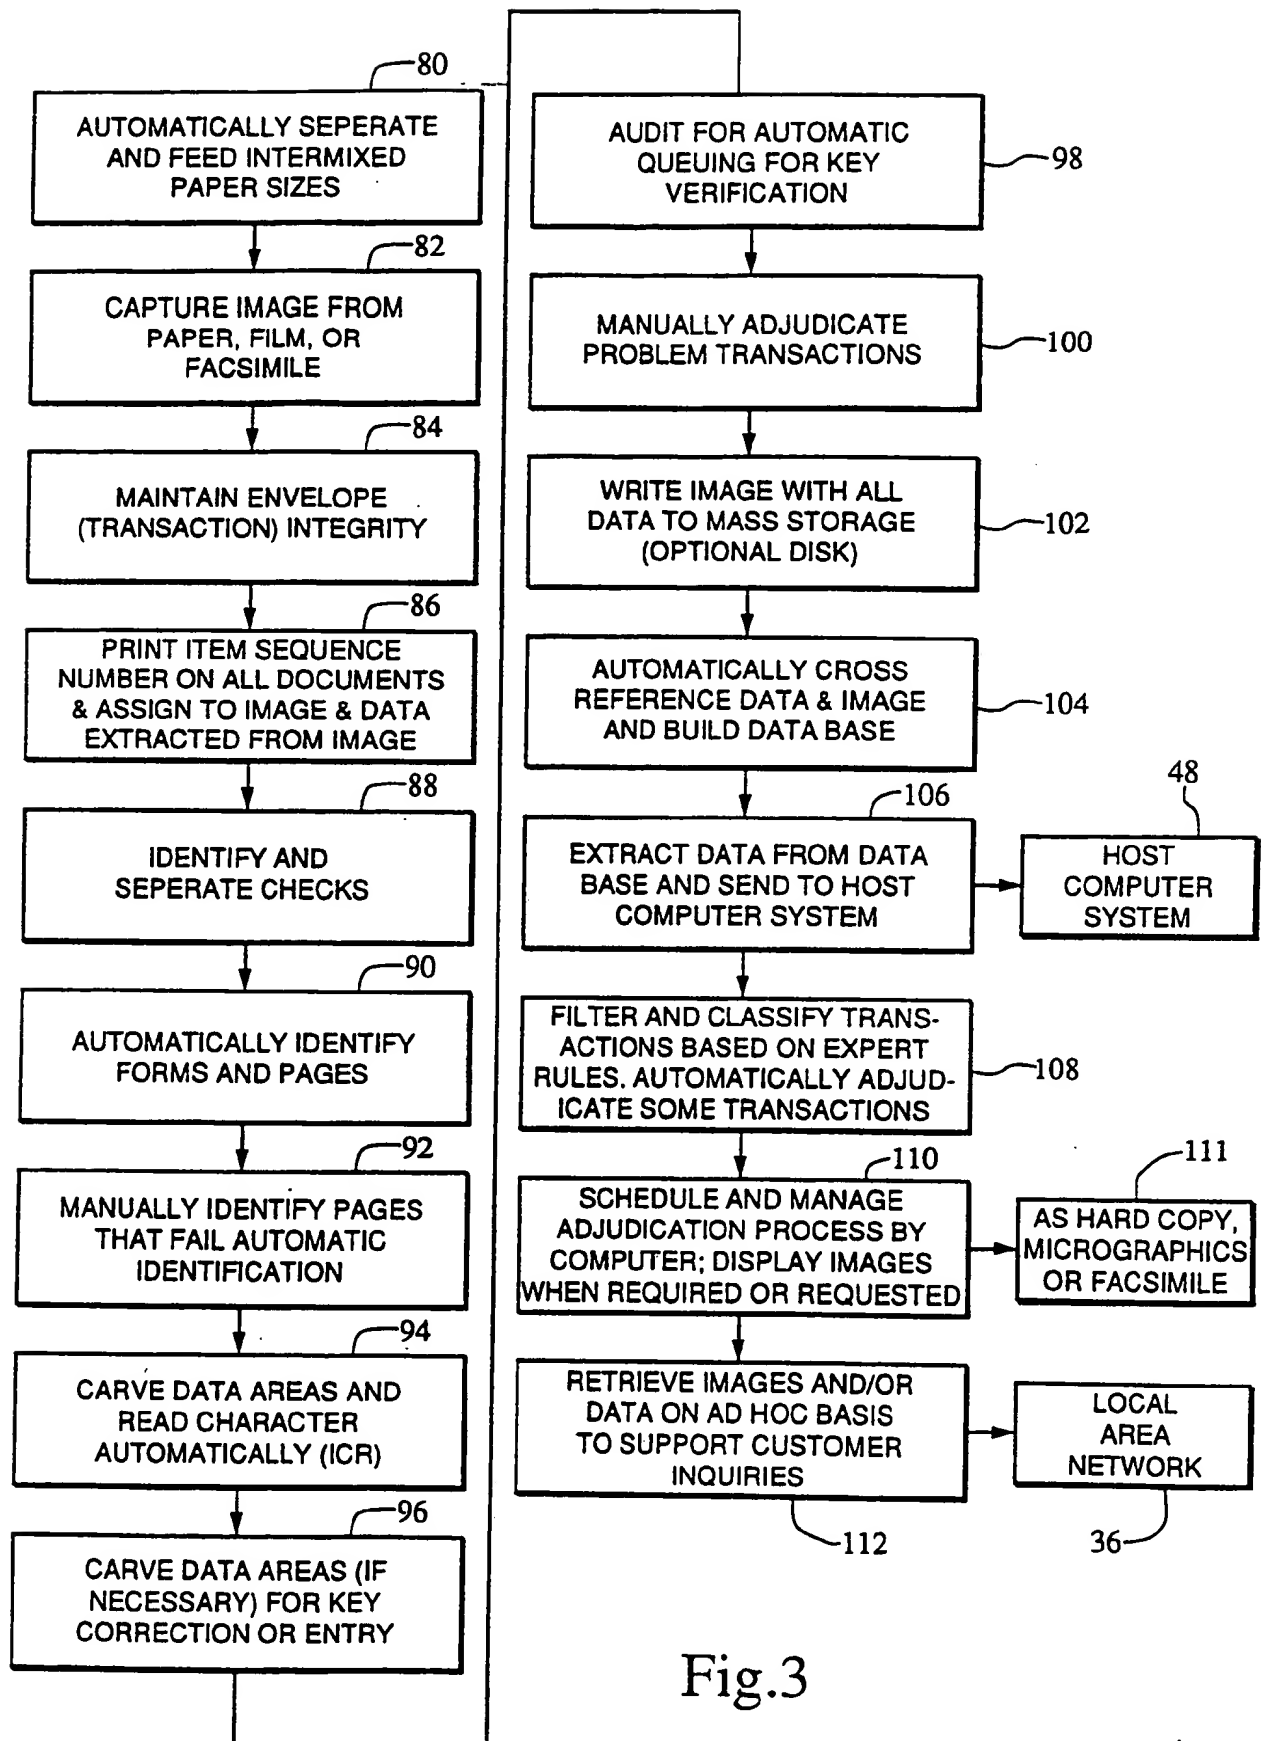 80
AUTOMATICALLY SEPERATE
AND FEED INTERMIXED
PAPER SIZES
82
CAPTURE IMAGE FROM
PAPER, FILM, OR
FACSIMILE
84
MAINTAIN ENVELOPE
(TRANSACTION) INTEGRITY
86
PRINT ITEM SEQUENCE
NUMBER ON ALL DOCUMENTS
& ASSIGN TO IMAGE & DATA
EXTRACTED FROM IMAGE
88
IDENTIFY AND
SEPERATE CHECKS
90
AUTOMATICALLY IDENTIFY
FORMS AND PAGES
92
MANUALLY IDENTIFY PAGES
THAT FAIL AUTOMATIC
IDENTIFICATION
94
CARVE DATA AREAS AND
READ CHARACTER
AUTOMATICALLY (ICR)
96
CARVE DATA AREAS (IF
NECESSARY) FOR KEY
CORRECTION OR ENTRY
AUDIT FOR AUTOMATIC
QUEUING FOR KEY
VERIFICATION
98
MANUALLY ADJUDICATE
PROBLEM TRANSACTIONS
100
WRITE IMAGE WITH ALL
DATA TO MASS STORAGE
(OPTIONAL DISK)
102
AUTOMATICALLY CROSS
REFERENCE DATA & IMAGE
AND BUILD DATA BASE
104
106
EXTRACT DATA FROM DATA
BASE AND SEND TO HOST
COMPUTER SYSTEM
48
HOST
COMPUTER
SYSTEM
FILTER AND CLASSIFY TRANS-
ACTIONS BASED ON EXPERT
RULES. AUTOMATICALLY ADJUD-
ICATE SOME TRANSACTIONS
108
110
SCHEDULE AND MANAGE
ADJUDICATION PROCESS BY
COMPUTER; DISPLAY IMAGES
WHEN REQUIRED OR REQUESTED
111
AS HARD COPY,
MICROGRAPHICS
OR FACSIMILE
RETRIEVE IMAGES AND/OR
DATA ON AD HOC BASIS
TO SUPPORT CUSTOMER
INQUIRIES
112
LOCAL
AREA
NETWORK
36
Fig.3